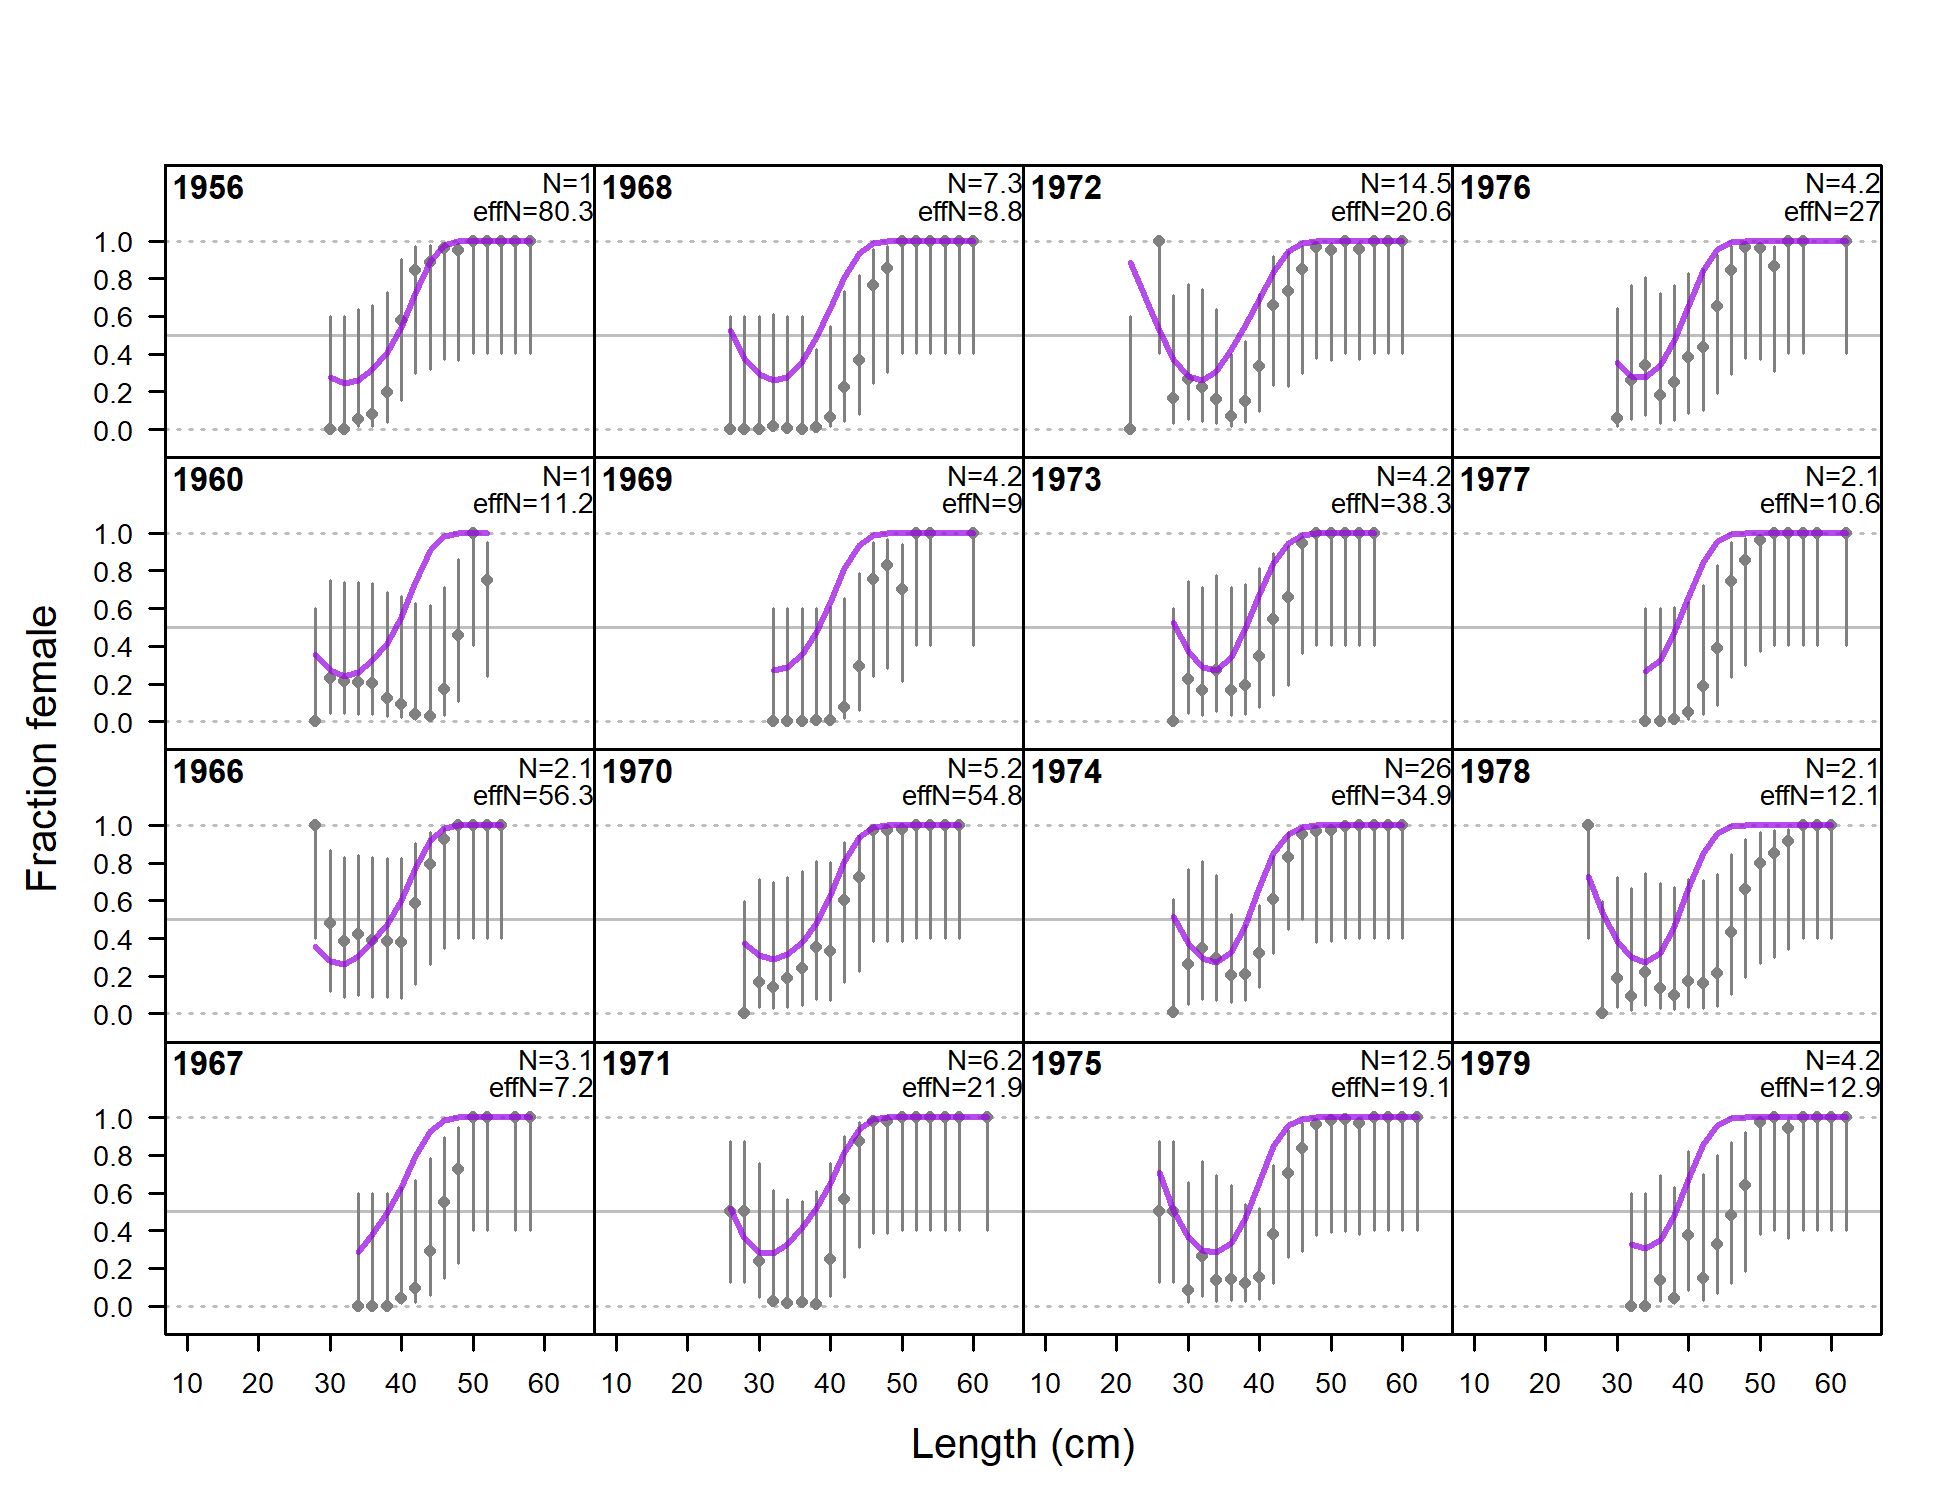 1956
N=1
effN=80.3
1968
N=7.3
effN=8.8
1972
N=14.5
effN=20.6
1976
N=4.2
effN=27
1.0
0.8
0.6
0.4
0.2
0.0
1960
N=1
effN=11.2
1969
N=4.2
effN=9
1973
N=4.2
effN=38.3
1977
N=2.1
effN=10.6
1.0
0.8
0.6
0.4
0.2
0.0
1966
N=2.1
effN=56.3
1970
N=5.2
effN=54.8
1974
N=26
effN=34.9
1978
N=2.1
effN=12.1
1.0
0.8
0.6
0.4
0.2
0.0
1967
N=3.1
effN=7.2
1971
N=6.2
effN=21.9
1975
N=12.5
effN=19.1
1979
N=4.2
effN=12.9
1.0
0.8
0.6
0.4
0.2
0.0
10 20 30 40 50 60 10 20 30 40 50 60 10 20 30 40 50 60 10 20 30 40 50 60
Length (cm)
Fraction female